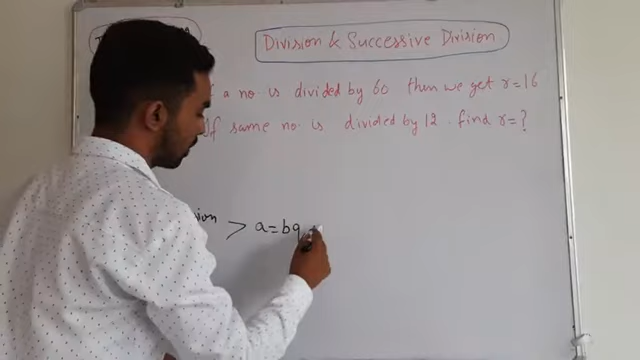 Division & Successive Division
a no. is divided by 60 then we get r=16
If same no. is divided by 12. find r=?
> a=bq